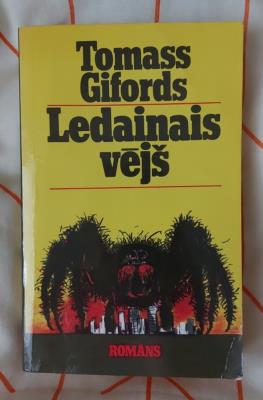 Tomass
Gifords
Ledainais
vējš
ROMĀNS